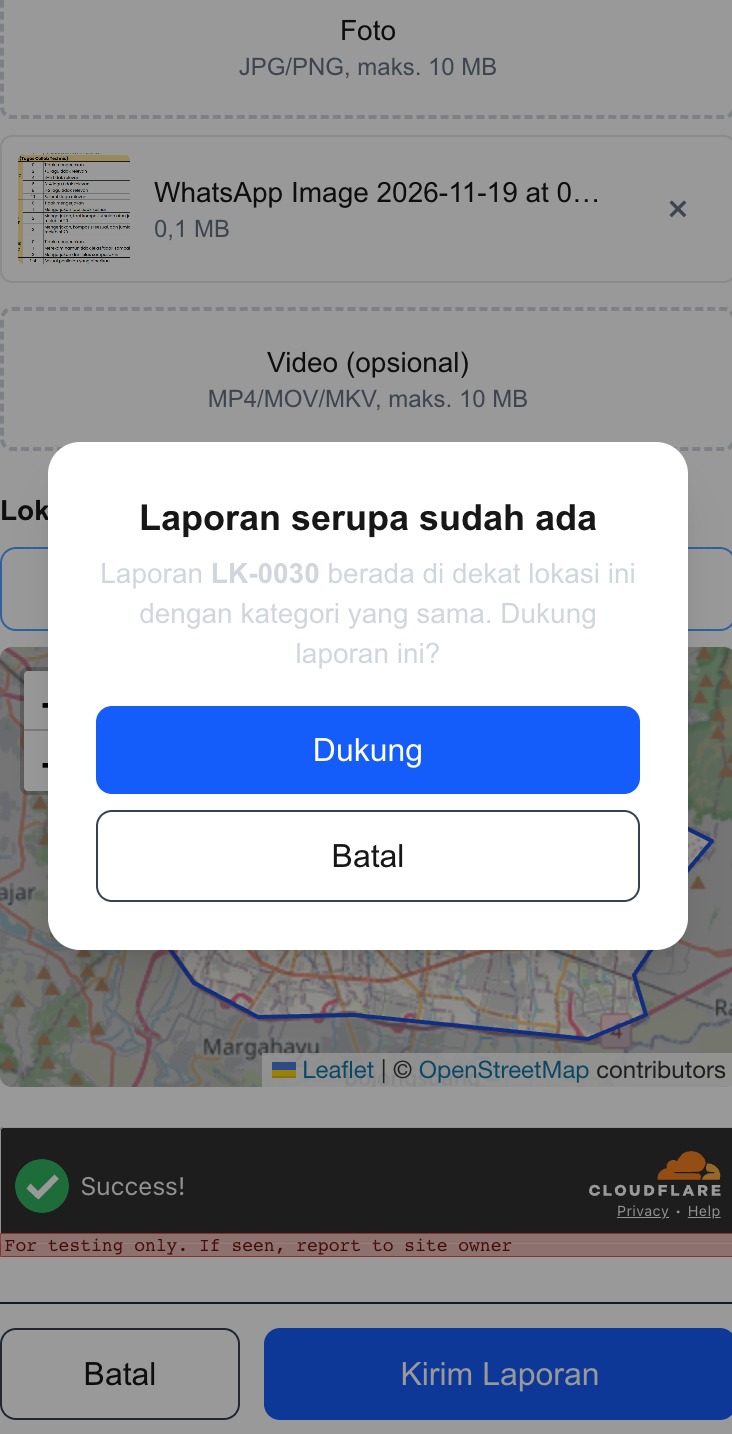 Foto
JPG/PNG, maks. 10 MB
WhatsApp Image 2026-11-19 at 0…
0,1 MB
×
Video (opsional)
MP4/MOV/MKV, maks. 10 MB
Lok
Laporan serupa sudah ada
Laporan LK-0030 berada di dekat lokasi ini
dengan kategori yang sama. Dukung
laporan ini?
Dukung
Batal
ajar
4
Margahayu
Leaflet | © OpenStreetMap contributors
Success!
CLOUDFLARE
Privacy • Help
For testing only. If seen, report to site owner
Batal
Kirim Laporan